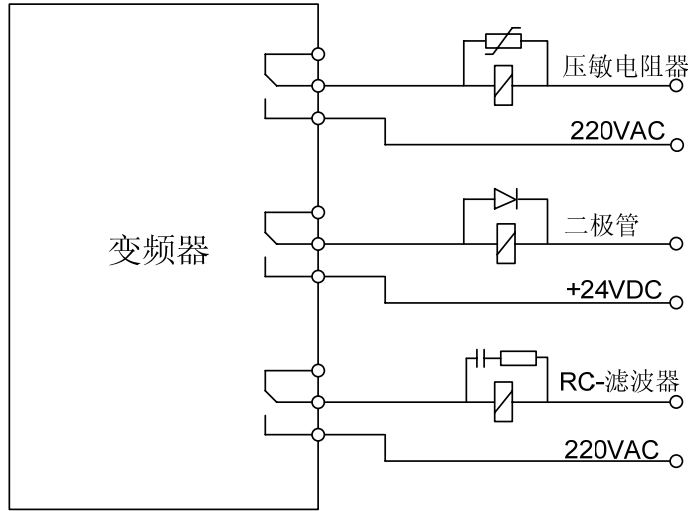 压敏电阻器
220VAC
变频器
二极管
+24VDC
RC-滤波器
220VAC